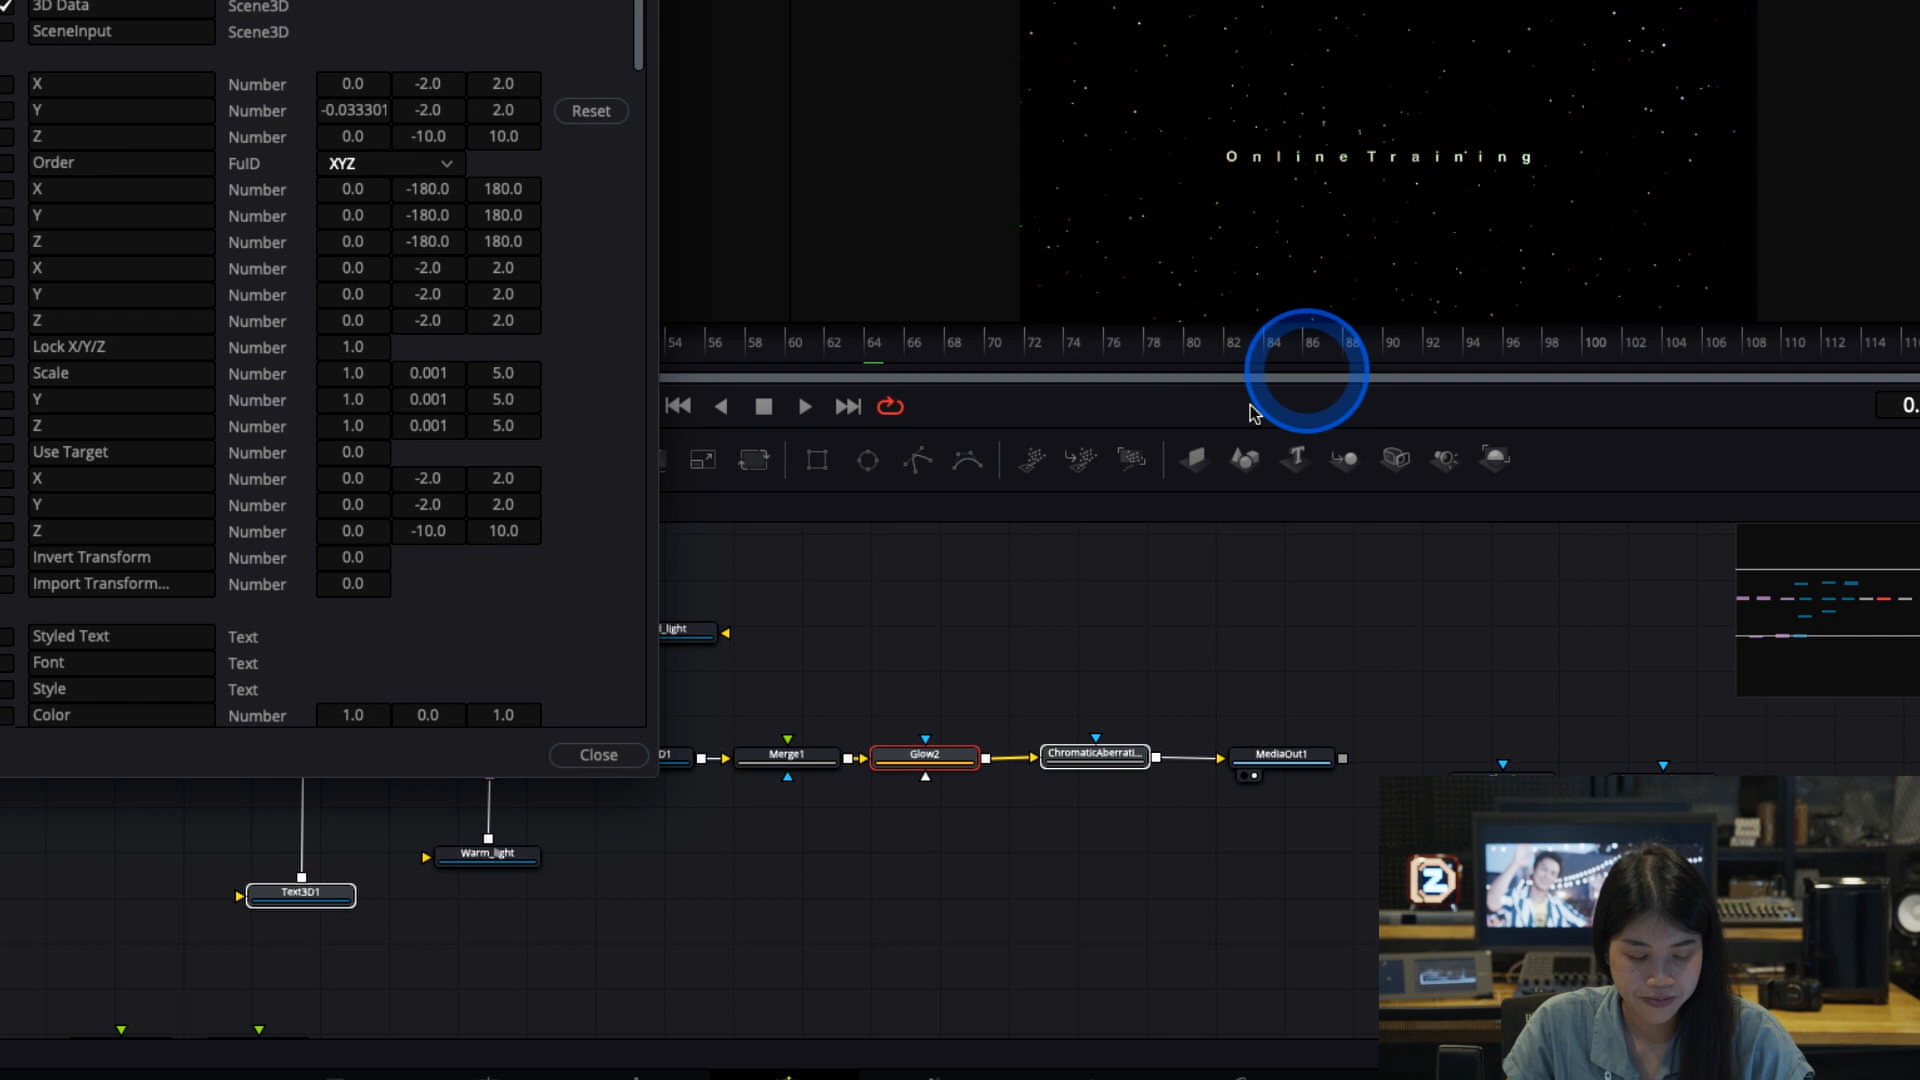 3D Data Scene3D
SceneInput Scene3D
X Number 0.0 -2.0 2.0
Y Number -0.033301 -2.0 2.0 Reset
Z Number 0.0 -10.0 10.0
Order FuID XYZ
X Number 0.0 -180.0 180.0
Y Number 0.0 -180.0 180.0
Z Number 0.0 -180.0 180.0
X Number 0.0 -2.0 2.0
Y Number 0.0 -2.0 2.0
Z Number 0.0 -2.0 2.0
Lock X/Y/Z Number 1.0
Scale Number 1.0 0.001 5.0
Y Number 1.0 0.001 5.0
Z Number 1.0 0.001 5.0
Use Target Number 0.0
X Number 0.0 -2.0 2.0
Y Number 0.0 -2.0 2.0
Z Number 0.0 -10.0 10.0
Invert Transform Number 0.0
Import Transform... Number 0.0
Styled Text Text
Font Text
Style Text
Color Number 1.0 0.0 1.0
Close
Online Training
54 56 58 60 62 64 66 68 70 72 74 76 78 80 82 84 86 88 90 92 94 96 98 100 102 104 106 108 110 112 114
0.
l_light
D1 Merge1 Glow2 ChromaticAberrati... MediaOut1
Warm_light
Text3D1
Z